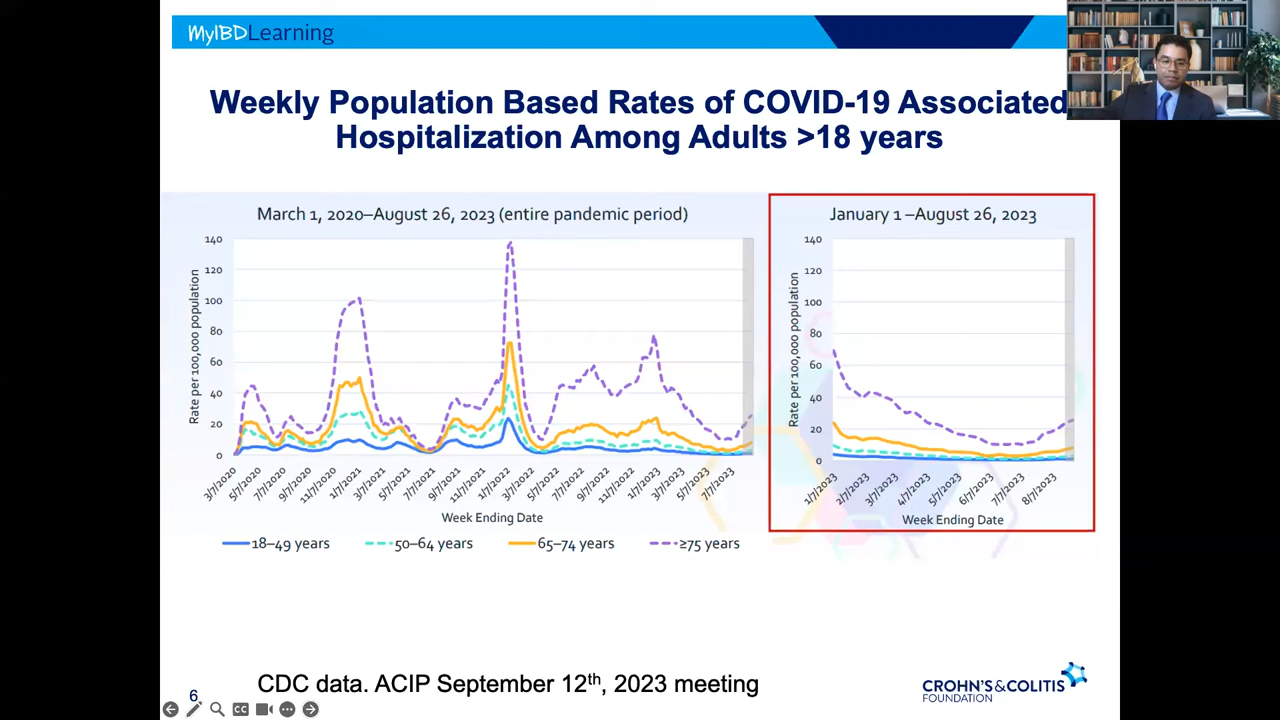 MyIBDLearning
Weekly Population Based Rates of COVID-19 Associated
Hospitalization Among Adults >18 years
March 1, 2020–August 26, 2023 (entire pandemic period)
Rate per 100,000 population
140
120
100
80
60
40
20
0
3/7/2020
5/7/2020
7/7/2020
9/7/2020
11/7/2020
1/7/2021
3/7/2021
5/7/2021
7/7/2021
9/7/2021
11/7/2021
1/7/2022
3/7/2022
5/7/2022
7/7/2022
9/7/2022
11/7/2022
1/7/2023
3/7/2023
5/7/2023
7/7/2023
Week Ending Date
18–49 years
50–64 years
65–74 years
≥75 years
January 1 –August 26, 2023
Rate per 100,000 population
140
120
100
80
60
40
20
0
1/7/2023
2/7/2023
3/7/2023
4/7/2023
5/7/2023
6/7/2023
7/7/2023
8/7/2023
Week Ending Date
CDC data. ACIP September 12th, 2023 meeting
6
CC
CROHN'S & COLITIS
FOUNDATION